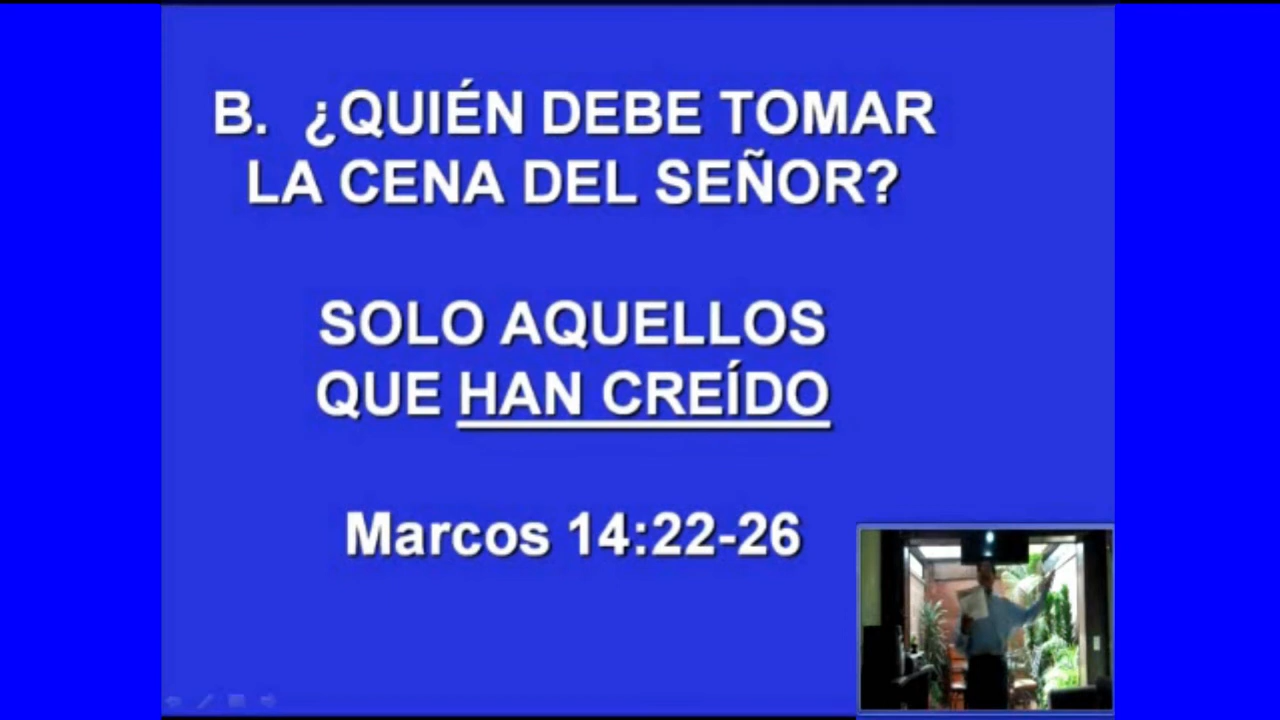 B. ¿QUIÉN DEBE TOMAR
LA CENA DEL SEÑOR?
SOLO AQUELLOS
QUE HAN CREÍDO
Marcos 14:22-26